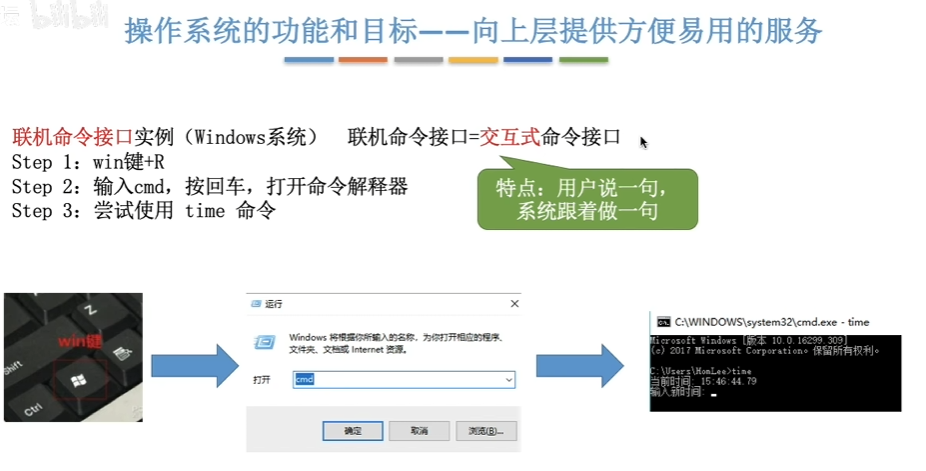 bilibili
操作系统的功能和目标——向上层提供方便易用的服务
联机命令接口实例（Windows系统） 联机命令接口=交互式命令接口
Step 1：win键+R
Step 2：输入cmd，按回车，打开命令解释器
Step 3：尝试使用 time 命令
特点：用户说一句，
系统跟着做一句
Z
win键
Shift
Ctrl
运行
Windows 将根据你所输入的名称，为你打开相应的程序、
文件夹、文档或 Internet 资源。
打开
cmd
确定 取消 浏览(B)...
C:\WINDOWS\system32\cmd.exe - time
Microsoft Windows [版本 10.0.16299.309]
(c) 2017 Microsoft Corporation。保留所有权利。
C:\Users\HomLee>time
当前时间: 15:46:44.79
输入新时间: